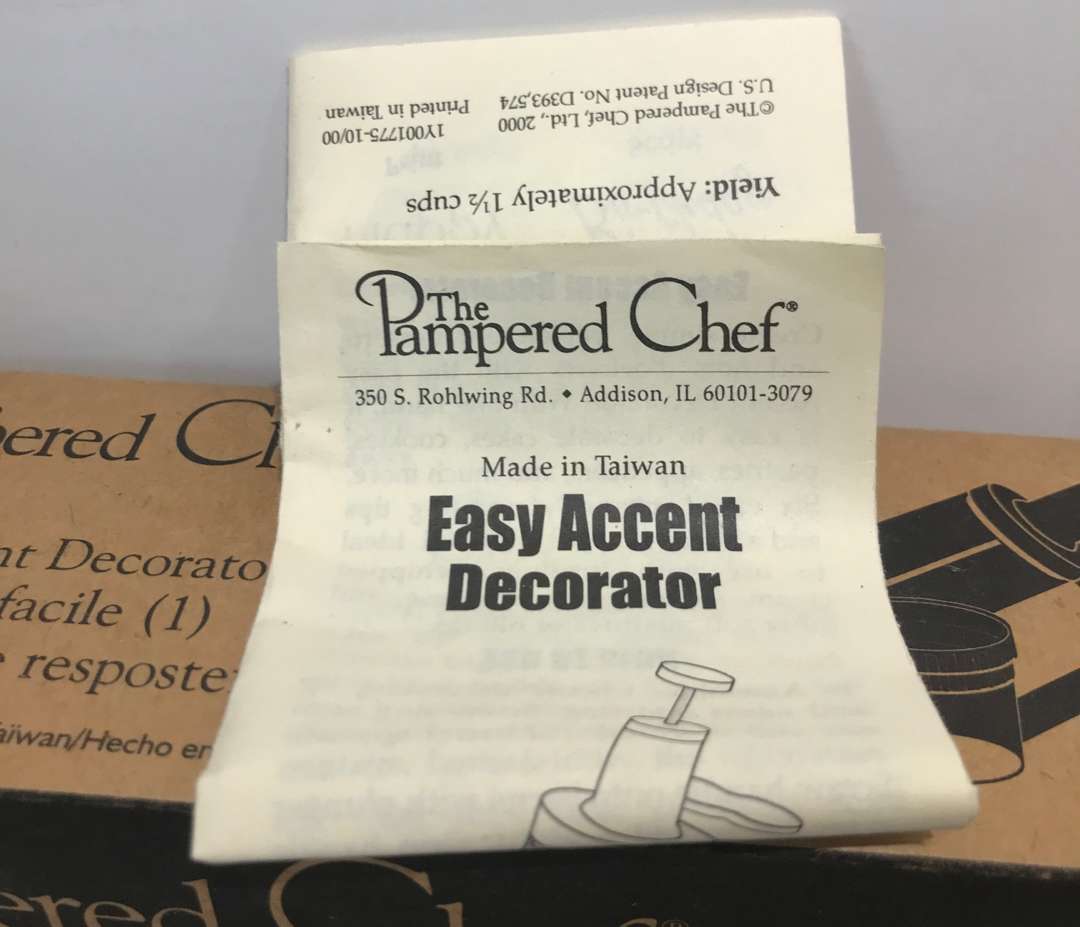 Yield: Approximately 1½ cups
©The Pampered Chef, Ltd., 2000 1Y001775-10/00
U.S. Design Patent No. D393,574 Printed in Taiwan
The
Pampered Chef®
350 S. Rohlwing Rd. ◆ Addison, IL 60101-3079
Made in Taiwan
Easy Accent
Decorator
ered C
nt Decorato
facile (1)
resposte
aïwan/Hecho en
ered C